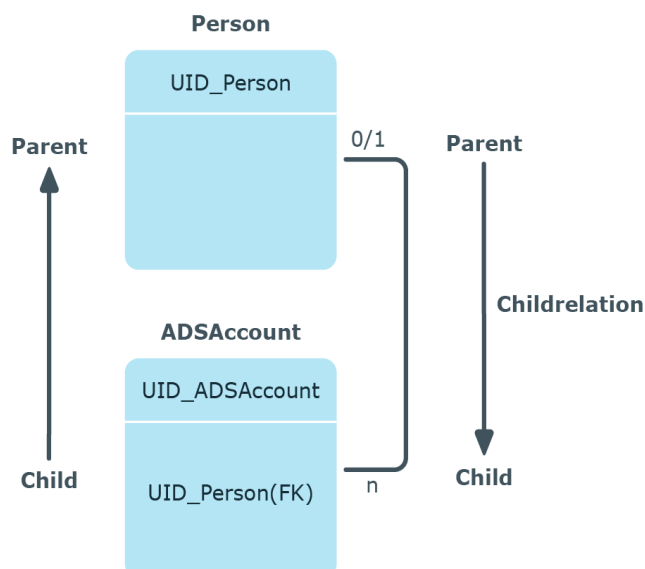 Person
UID_Person
0/1
Parent
Parent
Childrelation
ADSAccount
UID_ADSAccount
Child
UID_Person(FK)
n
Child